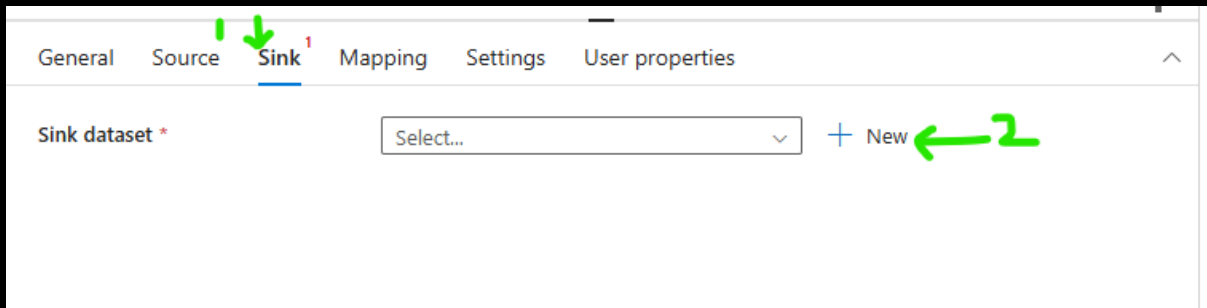 1
General Source Sink 1 Mapping Settings User properties
Sink dataset * Select... + New 2